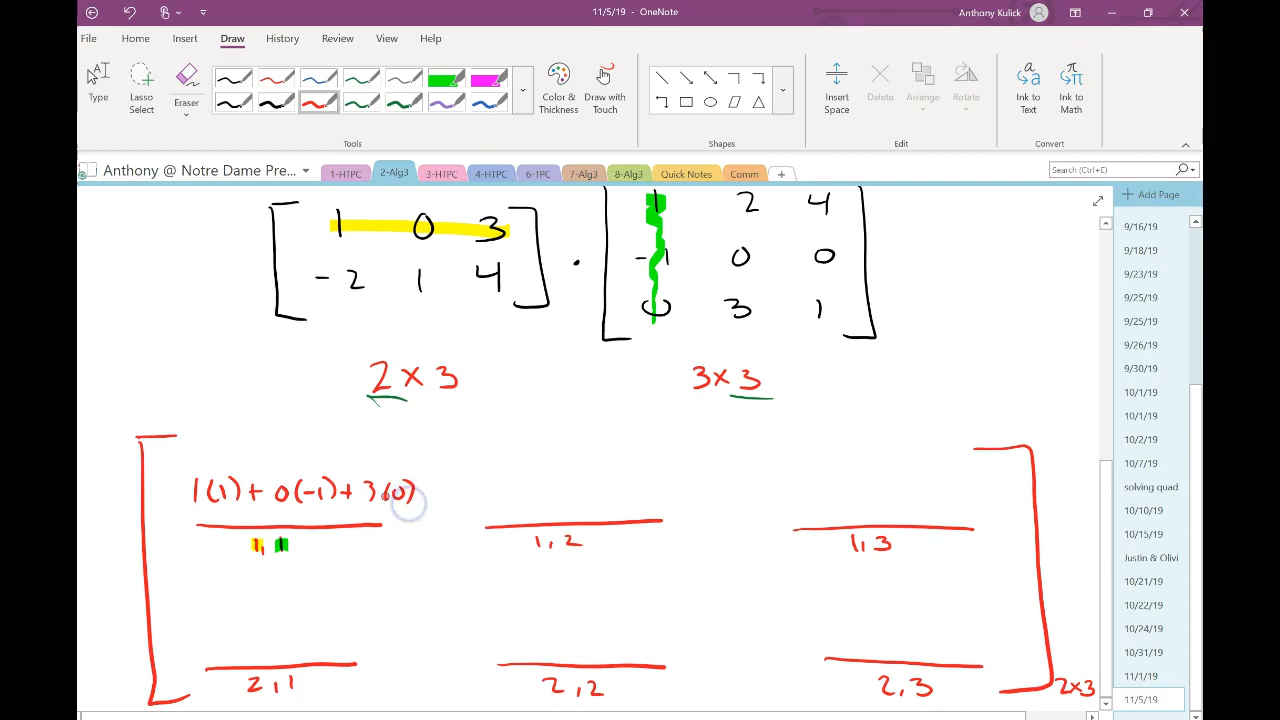 11/5/19 - OneNote
Anthony Kulick
File Home Insert Draw History Review View Help
Type
Lasso Select
Eraser
Color & Thickness
Draw with Touch
Insert Space
Delete
Arrange
Rotate
Ink to Text
Ink to Math
Tools
Shapes
Edit
Convert
Anthony @ Notre Dame Pre...
1-HTPC 2-Alg3 3-HTPC 4-HTPC 6-TPC 7-Alg3 8-Alg3 Quick Notes Comm
Search (Ctrl+E)
Add Page
9/16/19
9/18/19
9/23/19
9/25/19
9/25/19
9/26/19
9/30/19
10/1/19
10/1/19
10/2/19
10/7/19
solving quad
10/10/19
10/15/19
Justin & Olivi
10/21/19
10/22/19
10/24/19
10/31/19
11/1/19
11/5/19
1 0 3
-2 1 4
·
1 2 4
-1 0 0
0 3 1
2 x 3
3 x 3
1(1) + 0(-1) + 3(0)
1, 1
1, 2
1, 3
2, 1
2, 2
2, 3
2x3